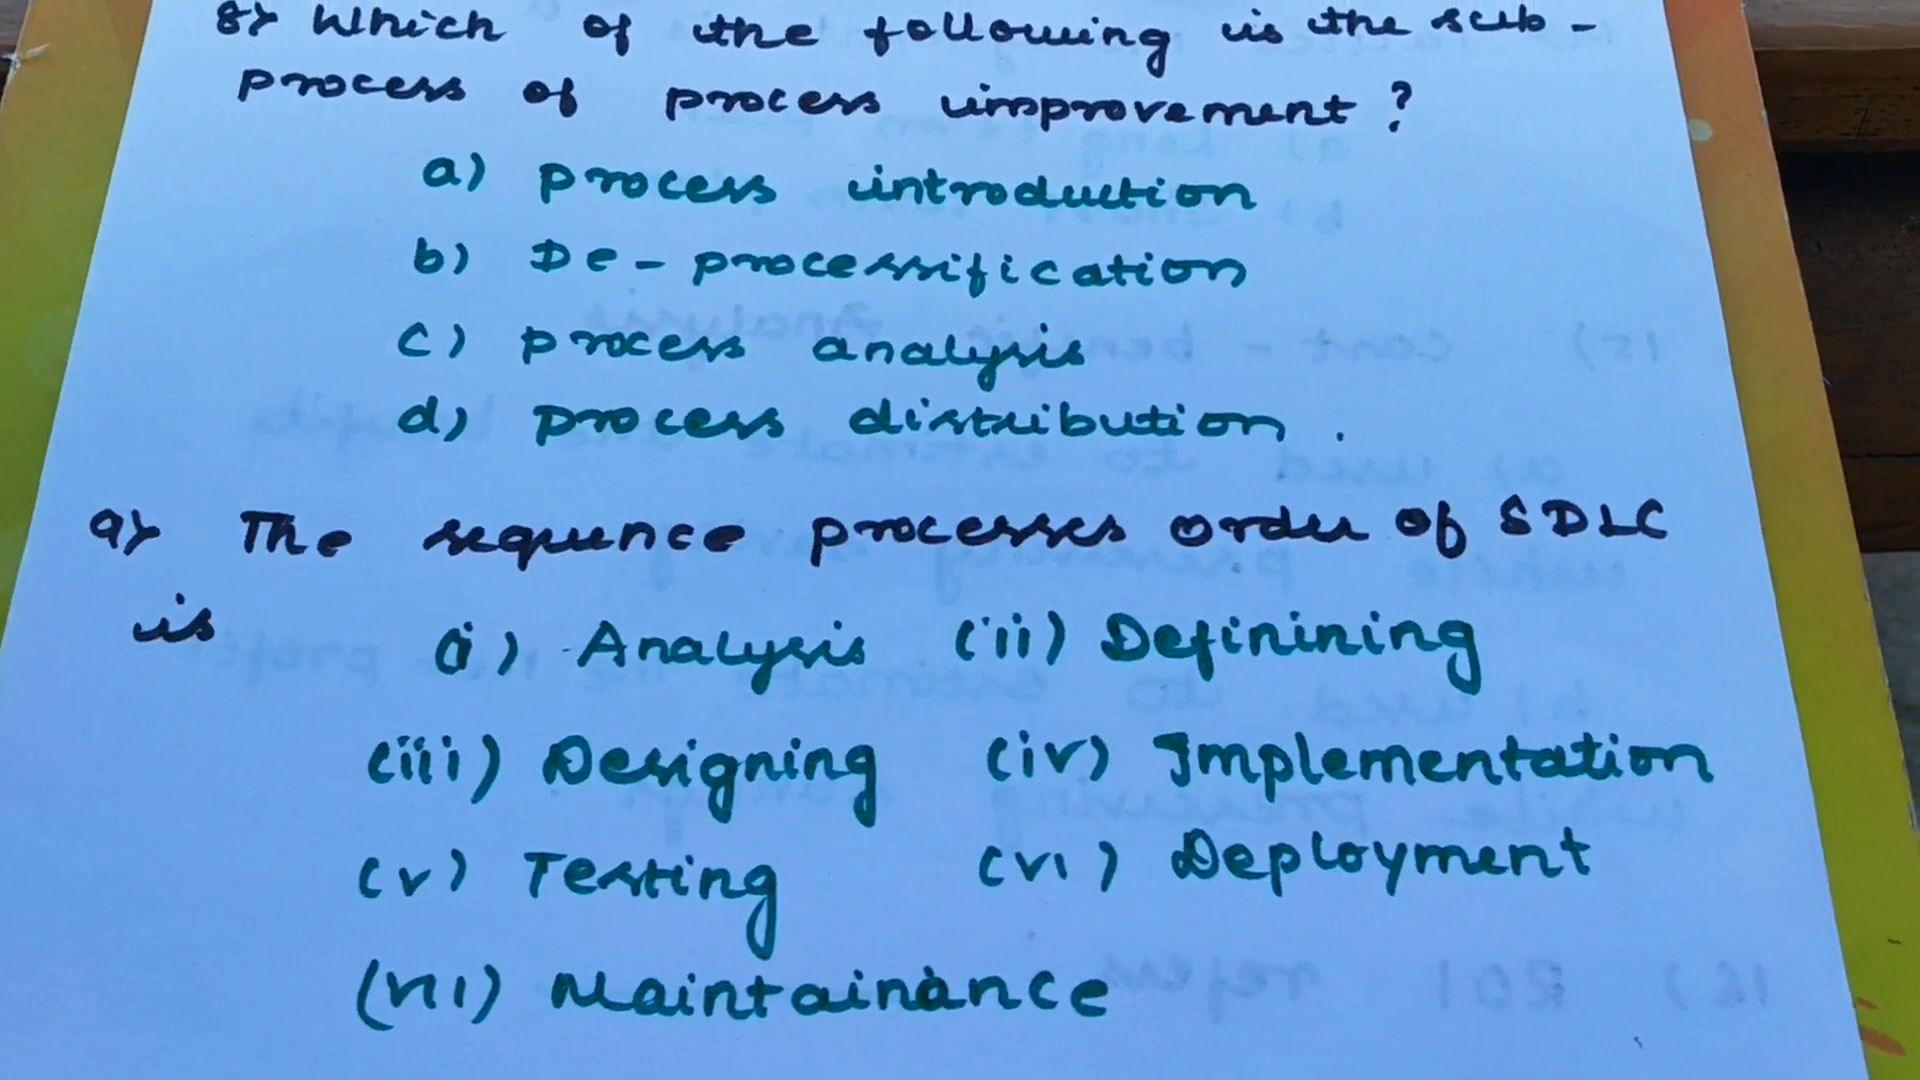 8> Which of the following is the sub-
process of process improvement?
a) process introduction
b) De-processification
c) process analysis
d) process distribution.
9> The sequence processes order of SDLC
is (i) Analysis (ii) Definining
(iii) Designing (iv) Implementation
(v) Testing (vi) Deployment
(vii) Maintainance